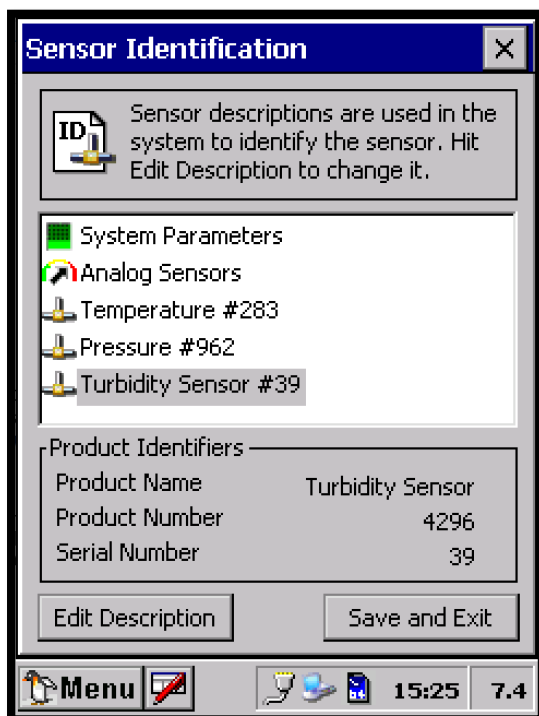 Sensor Identification
ID
Sensor descriptions are used in the
system to identify the sensor. Hit
Edit Description to change it.
System Parameters
Analog Sensors
Temperature #283
Pressure #962
Turbidity Sensor #39
Product Identifiers
Product Name Turbidity Sensor
Product Number 4296
Serial Number 39
Edit Description Save and Exit
Menu 15:25 7.4